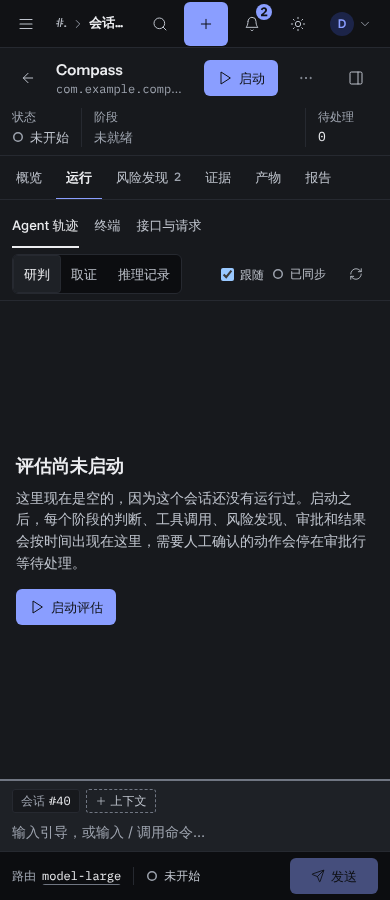 #. > 会话… 2 D
Compass
com.example.comp...
启动
状态 阶段 待处理
未开始 未就绪 0
概览 运行 风险发现 2 证据 产物 报告
Agent 轨迹 终端 接口与请求
研判 取证 推理记录 跟随 已同步
评估尚未启动
这里现在是空的，因为这个会话还没有运行过。启动之
后，每个阶段的判断、工具调用、风险发现、审批和结果
会按时间出现在这里，需要人工确认的动作会停在审批行
等待处理。
启动评估
会话 #40 + 上下文
输入引导，或输入 / 调用命令...
路由 model-large 未开始 发送